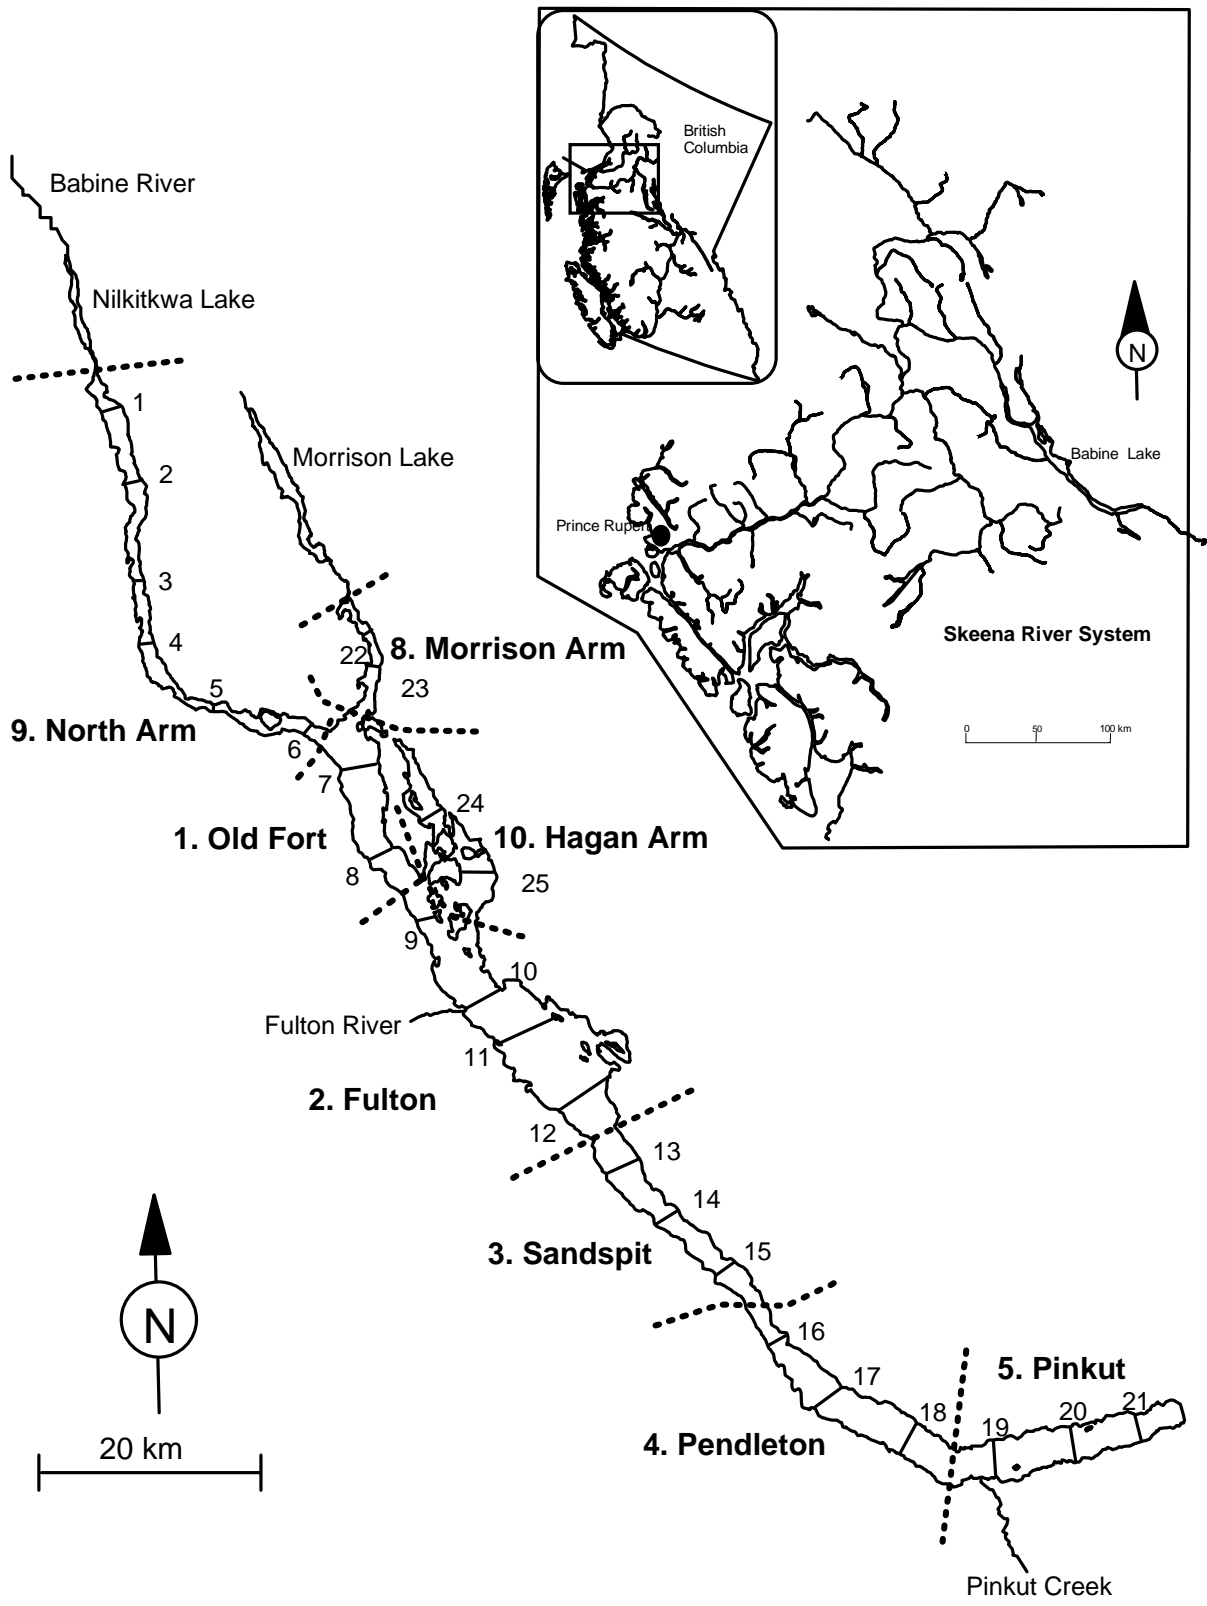 British
Columbia
Babine River
Nilkitkwa Lake
N
1
Morrison Lake
Babine Lake
2
Prince Rupert
3
Skeena River System
4
22
8. Morrison Arm
5
23
9. North Arm
0 50 100 km
6
7
24
1. Old Fort
10. Hagan Arm
8
25
9
10
Fulton River
11
2. Fulton
12
13
14
3. Sandspit
15
N
16
5. Pinkut
17
18
19
20
21
4. Pendleton
20 km
Pinkut Creek